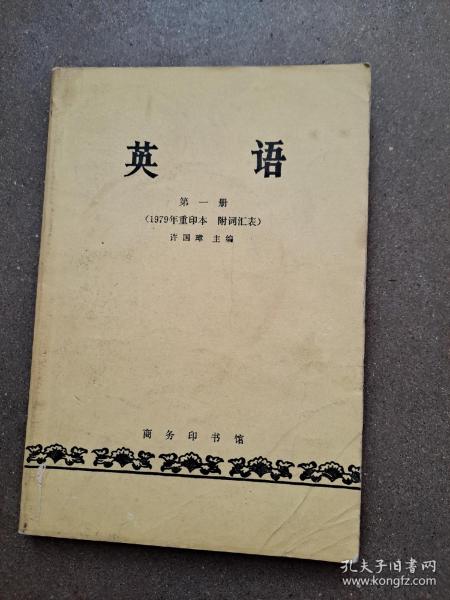 英 语
第 一 册
（1979年重印本 附词汇表）
许国璋 主编
商务印书馆
孔夫子旧书网
www.kongfz.com